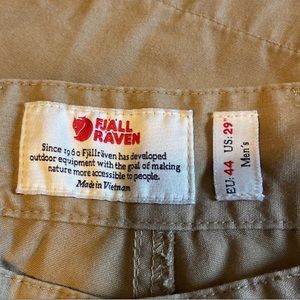 FJÄLL
RÄVEN
Since 1960 Fjällräven has developed
outdoor equipment with the goal of making
nature more accessible to people.
Made in Vietnam
EU: 44 US: 29"
Men's